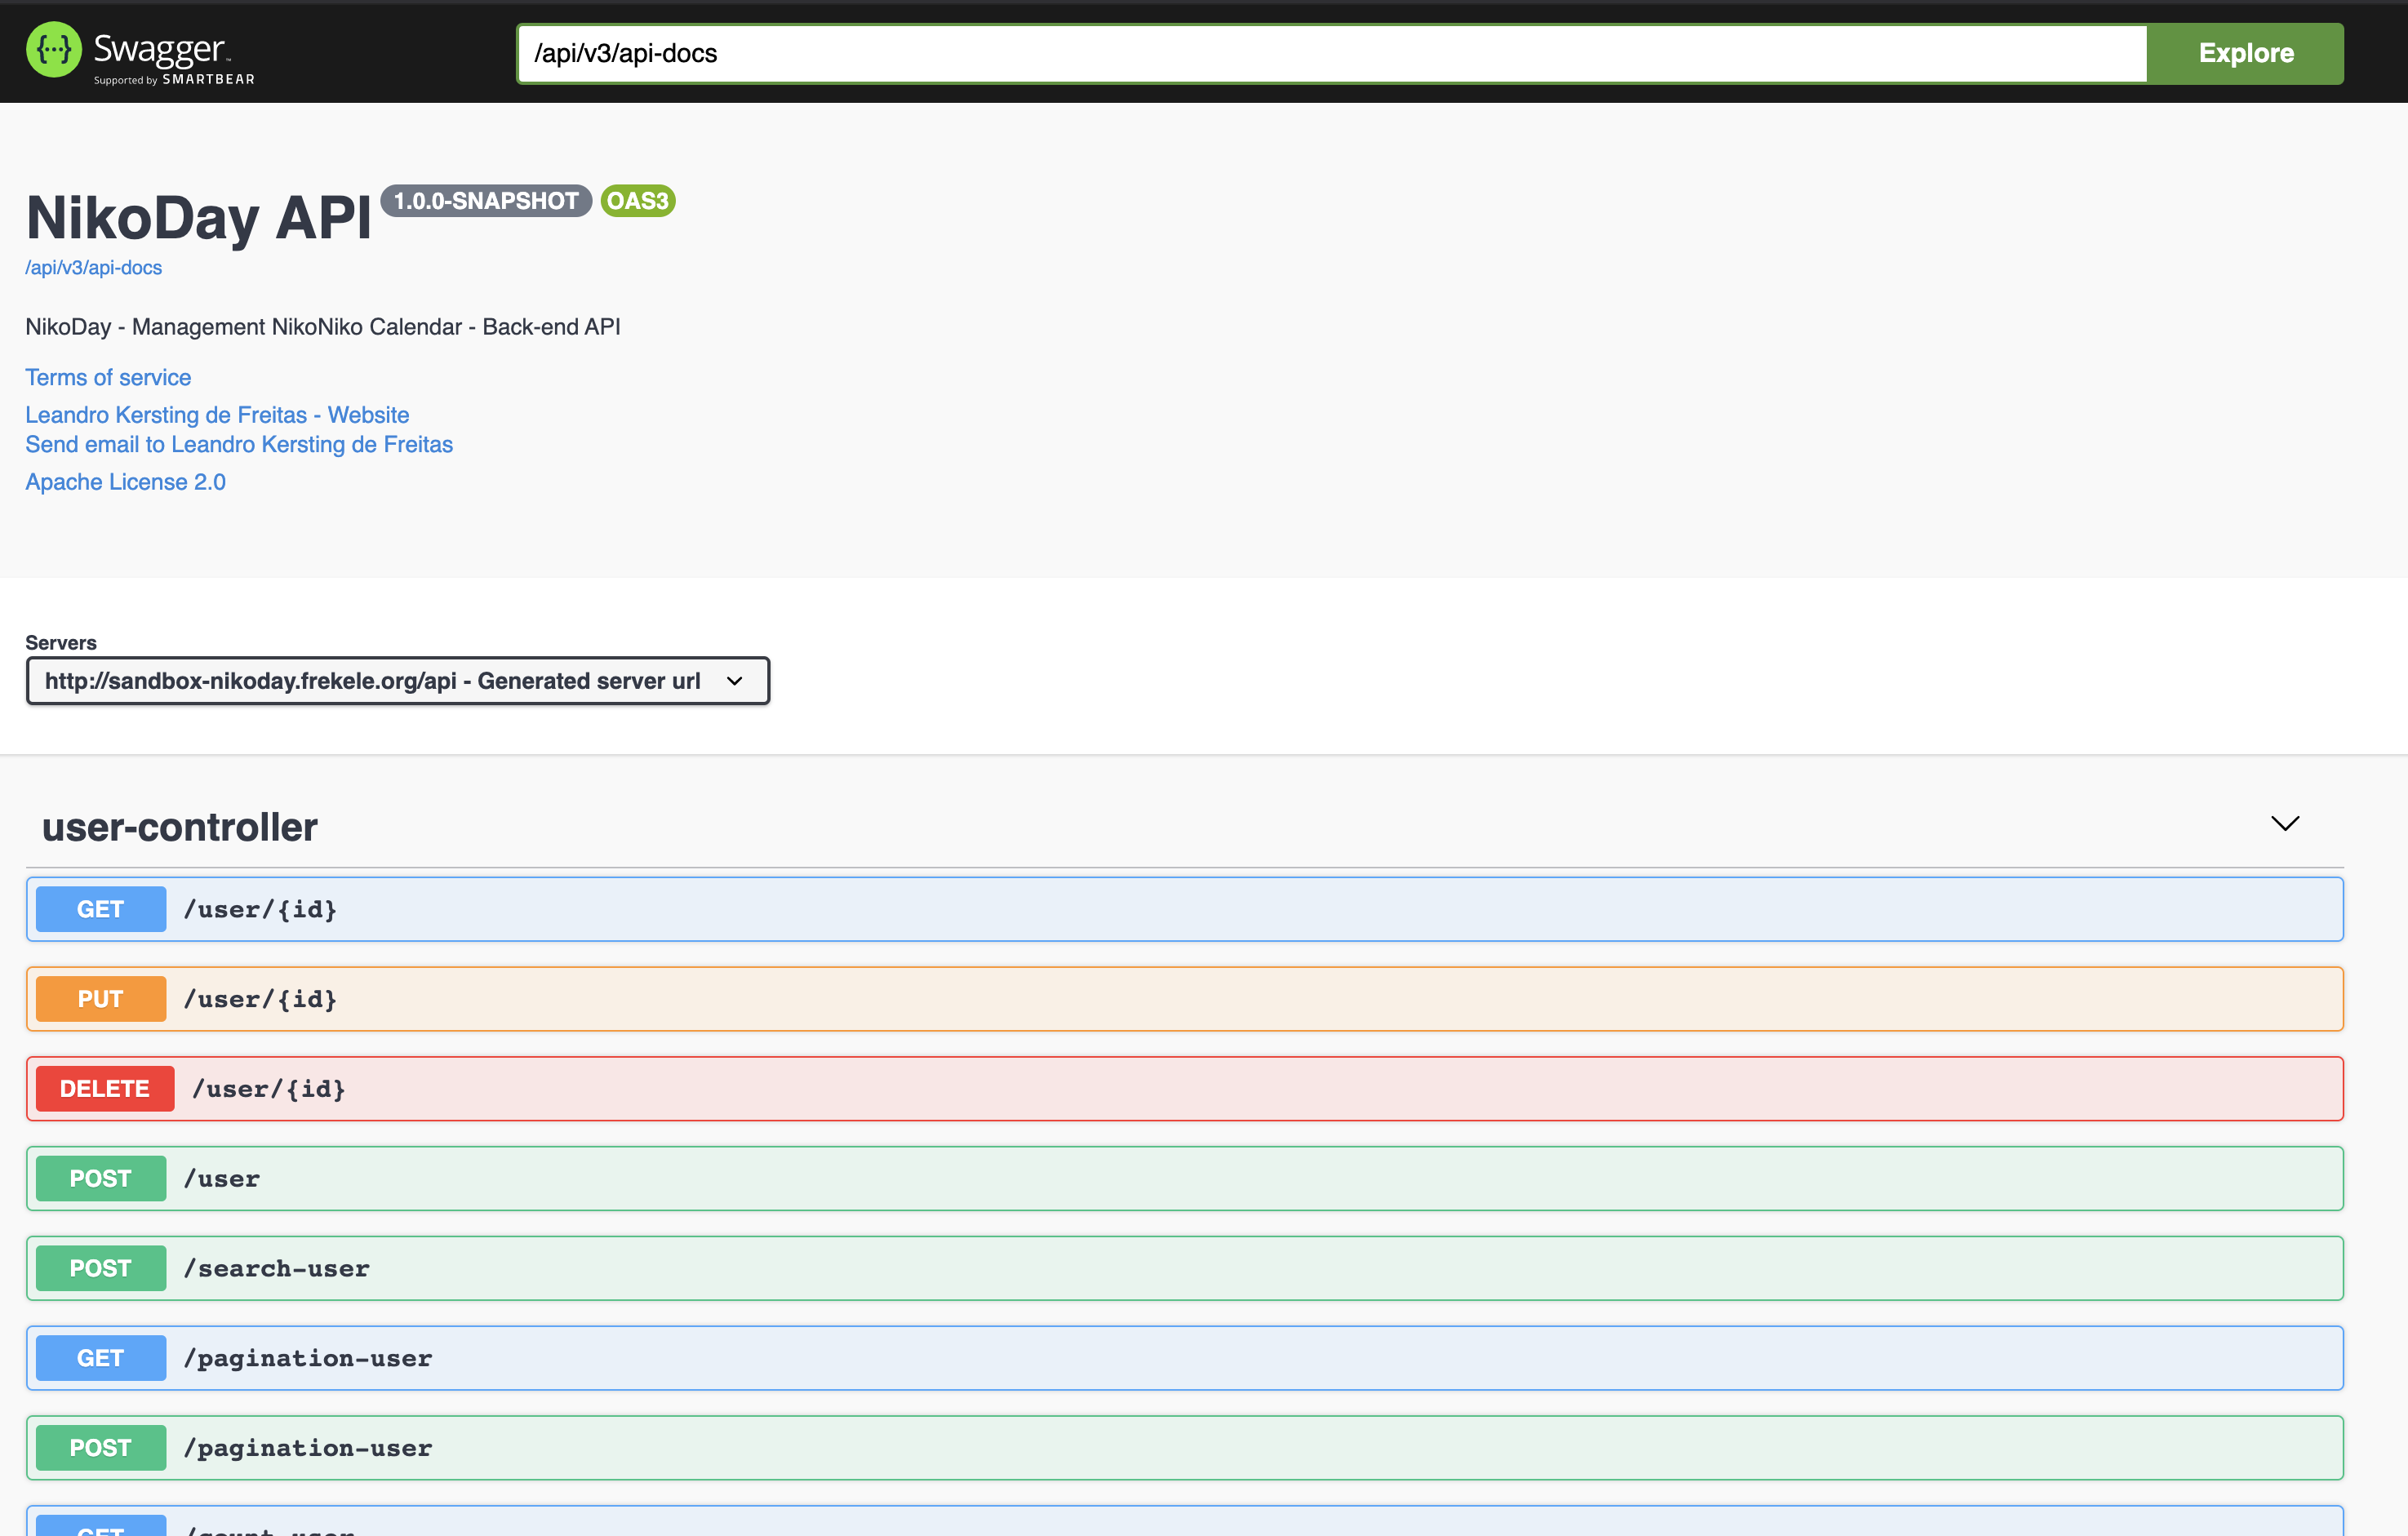 Swagger™
Supported by SMARTBEAR
/api/v3/api-docs
Explore
NikoDay API 1.0.0-SNAPSHOT OAS3
/api/v3/api-docs
NikoDay - Management NikoNiko Calendar - Back-end API
Terms of service
Leandro Kersting de Freitas - Website
Send email to Leandro Kersting de Freitas
Apache License 2.0
Servers
http://sandbox-nikoday.frekele.org/api - Generated server url
user-controller
GET /user/{id}
PUT /user/{id}
DELETE /user/{id}
POST /user
POST /search-user
GET /pagination-user
POST /pagination-user
GET /count-user